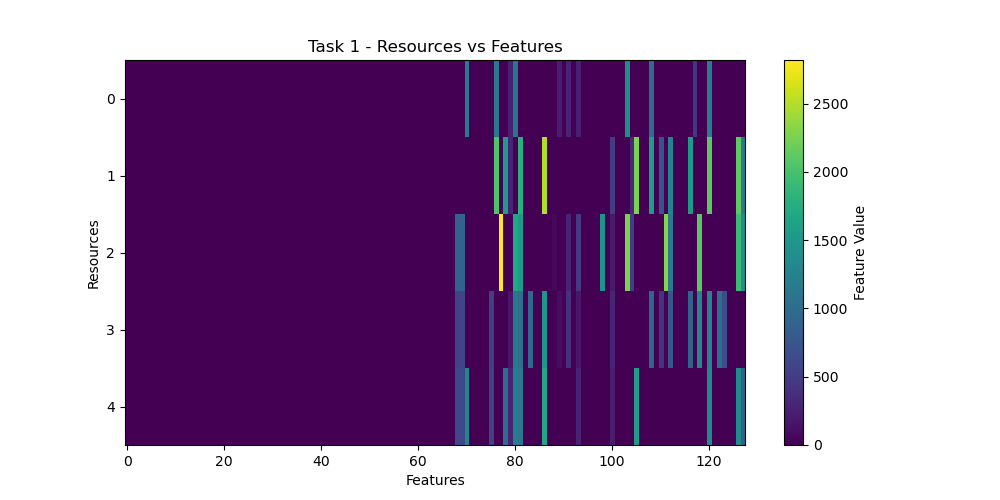 Task 1 - Resources vs Features
Resources
0
1
2
3
4
0 20 40 60 80 100 120
Features
2500
2000
1500
1000
500
0
Feature Value